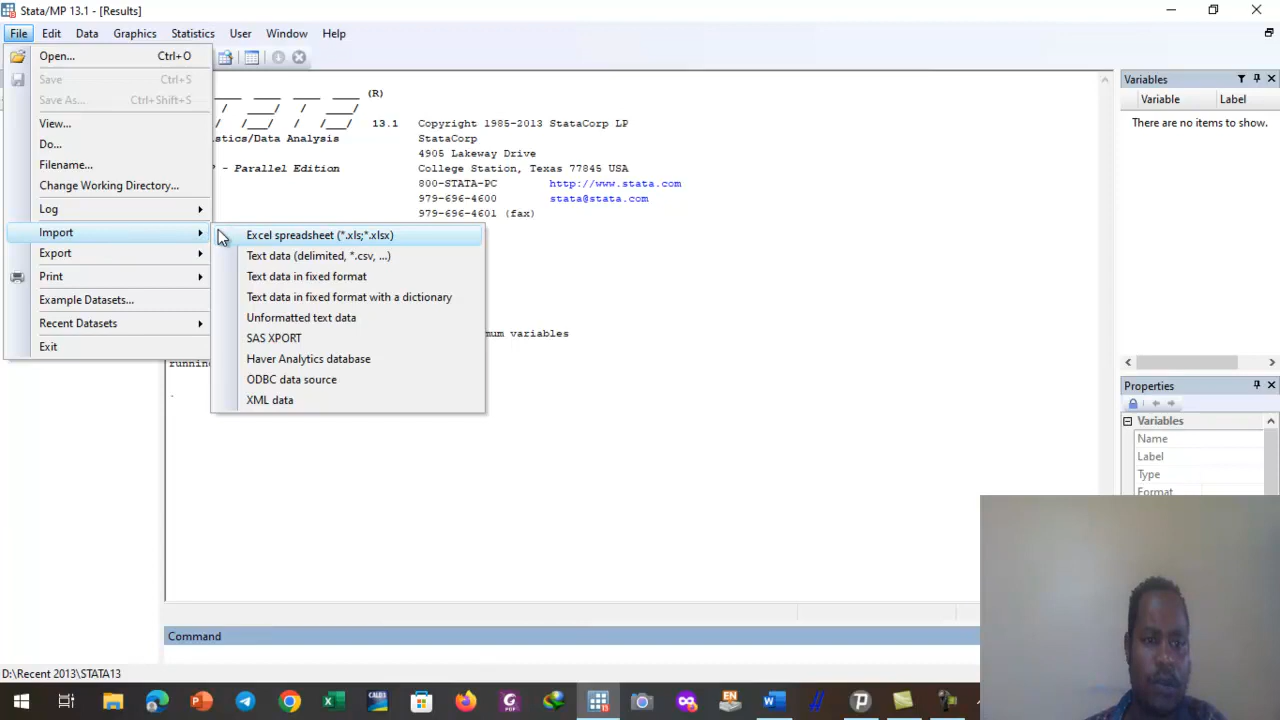 Stata/MP 13.1 - [Results]
File Edit Data Graphics Statistics User Window Help
Open... Ctrl+O
Save Ctrl+S
Save As... Ctrl+Shift+S
View...
Do...
Filename...
Change Working Directory...
Log
Import
Export
Print
Example Datasets...
Recent Datasets
Exit
Excel spreadsheet (*.xls;*.xlsx)
Text data (delimited, *.csv, ...)
Text data in fixed format
Text data in fixed format with a dictionary
Unformatted text data
SAS XPORT
Haver Analytics database
ODBC data source
XML data
(R)
13.1 Copyright 1985-2013 StataCorp LP
tistics/Data Analysis StataCorp
4905 Lakeway Drive
P - Parallel Edition College Station, Texas 77845 USA
800-STATA-PC http://www.stata.com
979-696-4600 stata@stata.com
979-696-4601 (fax)
mum variables
runnin
.
Variables
Variable Label
There are no items to show.
Properties
Variables
Name
Label
Type
Format
Command
D:\Recent 2013\STATA13